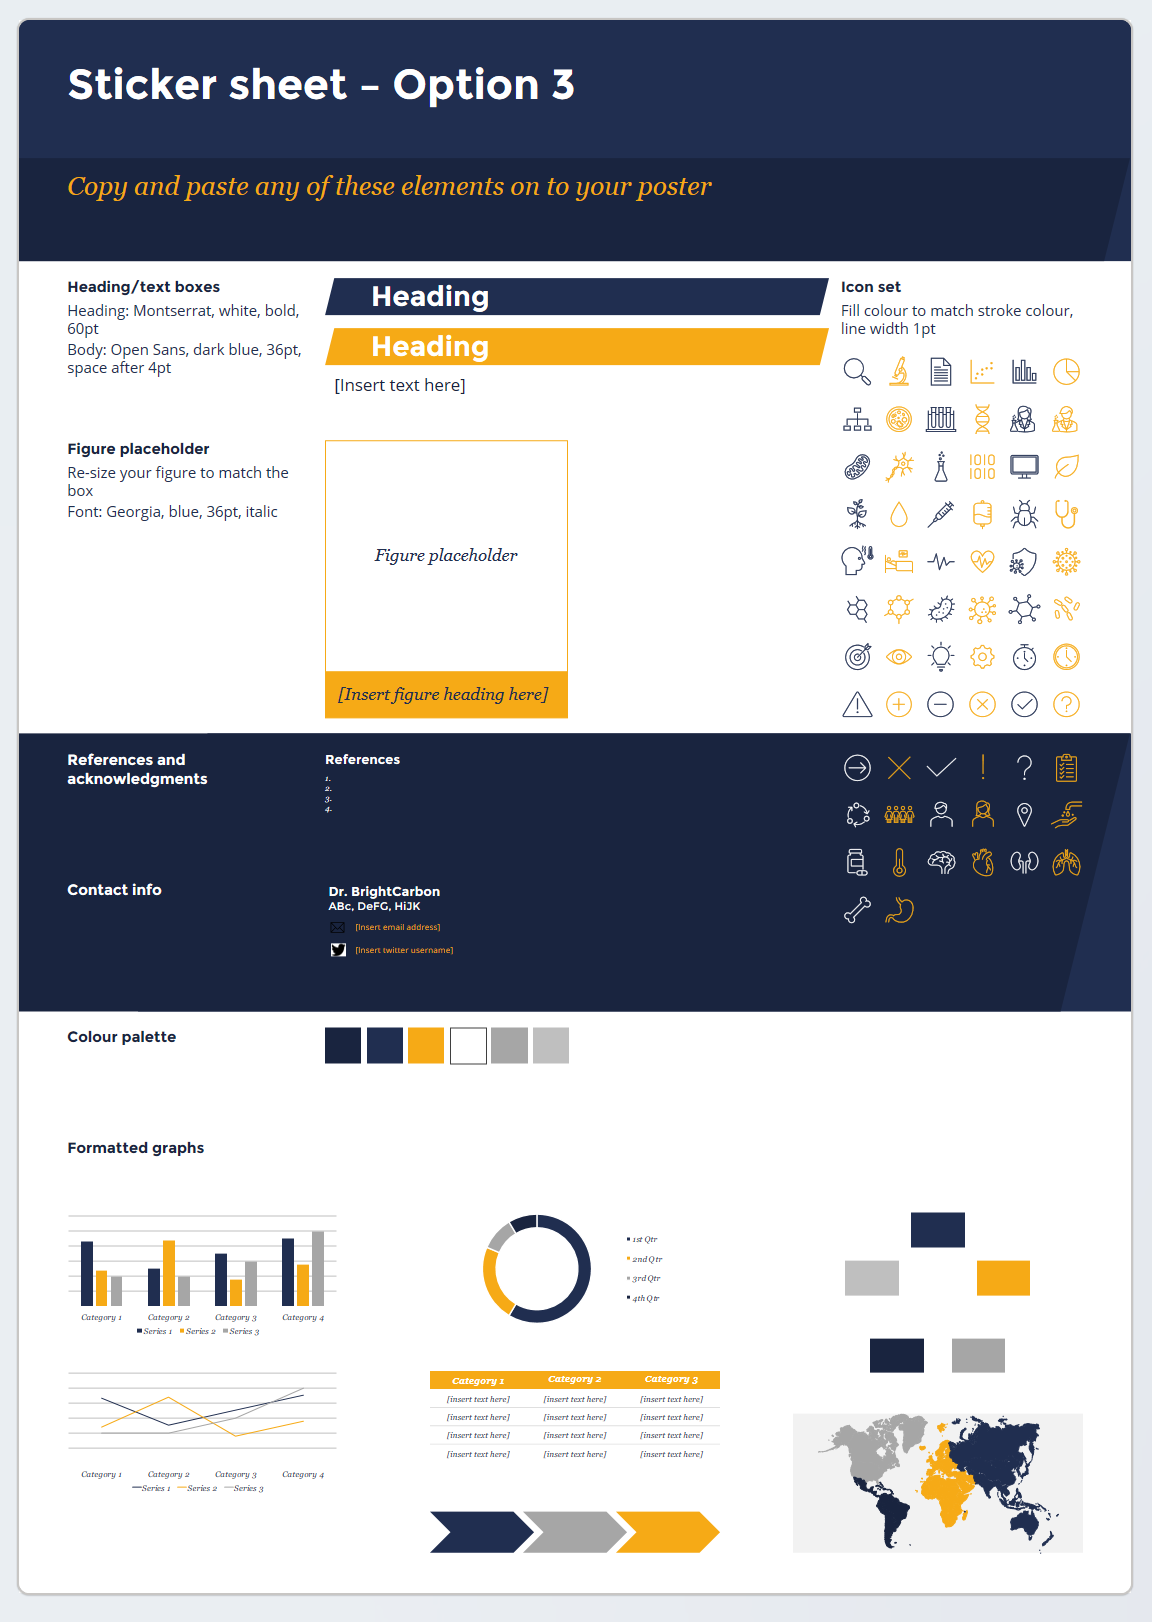 Sticker sheet – Option 3
Copy and paste any of these elements on to your poster
Heading/text boxes
Heading: Montserrat, white, bold,
60pt
Body: Open Sans, dark blue, 36pt,
space after 4pt
Heading
Heading
[Insert text here]
Icon set
Fill colour to match stroke colour,
line width 1pt
1010
1010
Figure placeholder
Re-size your figure to match the
box
Font: Georgia, blue, 36pt, italic
Figure placeholder
[Insert figure heading here]
References and
acknowledgments
References
1.
2.
3.
4.
Contact info
Dr. BrightCarbon
ABc, DeFG, HiJK
[Insert email address]
[Insert twitter username]
Colour palette
Formatted graphs
Category 1 Category 2 Category 3 Category 4
Series 1 Series 2 Series 3
1st Qtr
2nd Qtr
3rd Qtr
4th Qtr
Category 1 Category 2 Category 3 Category 4
Series 1 Series 2 Series 3
Category 1 Category 2 Category 3
[insert text here] [insert text here] [insert text here]
[insert text here] [insert text here] [insert text here]
[insert text here] [insert text here] [insert text here]
[insert text here] [insert text here] [insert text here]